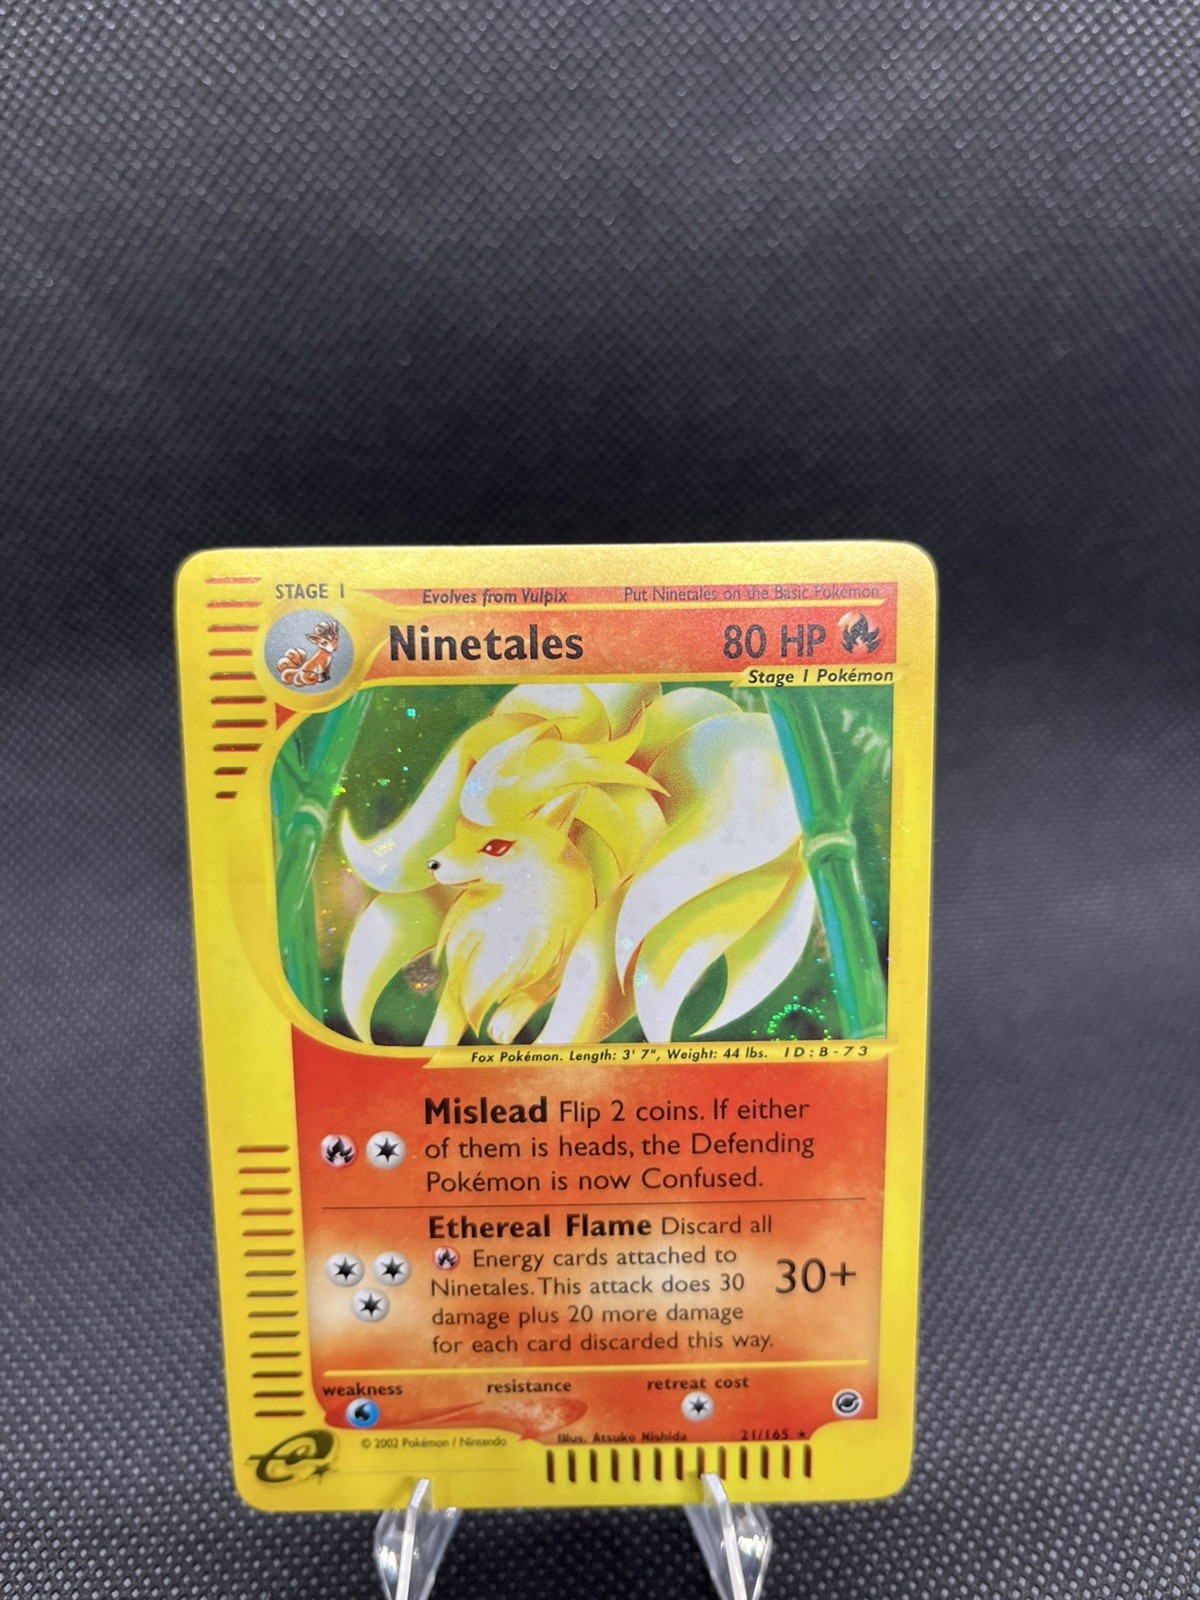 STAGE 1
Evolves from Vulpix
Put Ninetales on the Basic Pokémon
Ninetales
80 HP
Stage 1 Pokémon
Fox Pokémon. Length: 3' 7", Weight: 44 lbs. ID:B-73
Mislead Flip 2 coins. If either
of them is heads, the Defending
Pokémon is now Confused.
Ethereal Flame Discard all
Energy cards attached to
Ninetales. This attack does 30
damage plus 20 more damage
for each card discarded this way.
30+
weakness
resistance
retreat cost
e
© 2002 Pokémon / Nintendo
Illus. Atsuko Nishida
21/165 ★